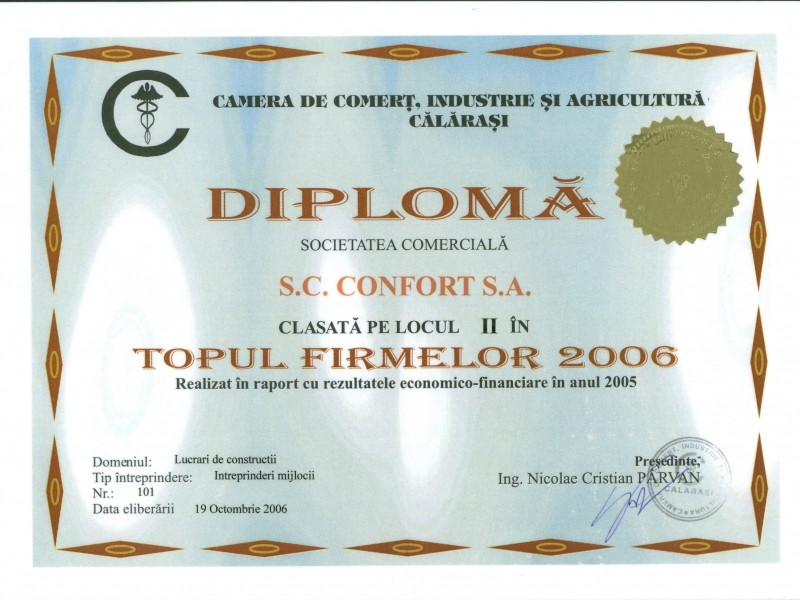 CAMERA DE COMERȚ, INDUSTRIE ȘI AGRICULTURĂ
CĂLĂRAȘI
DIPLOMĂ
SOCIETATEA COMERCIALĂ
S.C. CONFORT S.A.
CLASATĂ PE LOCUL II ÎN
TOPUL FIRMELOR 2006
Realizat în raport cu rezultatele economico-financiare în anul 2005
Domeniul: Lucrari de constructii
Tip întreprindere: Intreprinderi mijlocii
Nr.: 101
Data eliberării 19 Octombrie 2006
Președinte,
Ing. Nicolae Cristian PÂRVAN
CALARASI